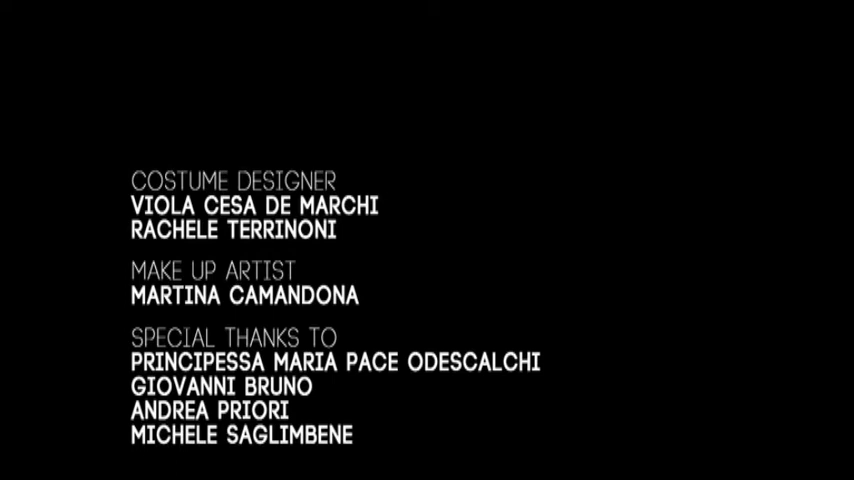 COSTUME DESIGNER
VIOLA CESA DE MARCHI
RACHELE TERRINONI
MAKE UP ARTIST
MARTINA CAMANDONA
SPECIAL THANKS TO
PRINCIPESSA MARIA PACE ODESCALCHI
GIOVANNI BRUNO
ANDREA PRIORI
MICHELE SAGLIMBENE